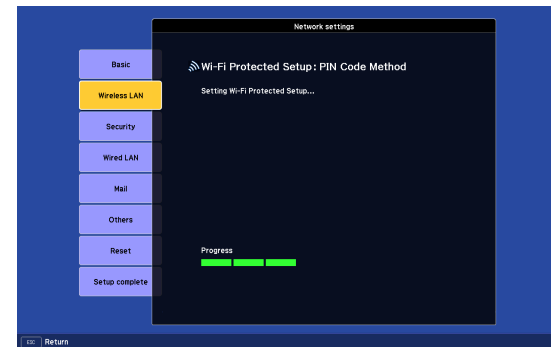 Network settings
Basic
Wireless LAN
Security
Wired LAN
Mail
Others
Reset
Setup complete
Wi-Fi Protected Setup: PIN Code Method
Setting Wi-Fi Protected Setup...
Progress
ESC Return